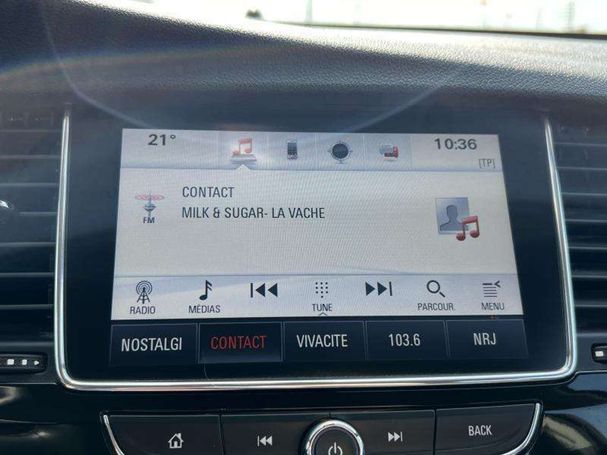 21°
10:36
[TP]
CONTACT
FM
MILK & SUGAR- LA VACHE
RADIO
MÉDIAS
TUNE
PARCOUR.
MENU
NOSTALGI
CONTACT
VIVACITE
103.6
NRJ
BACK